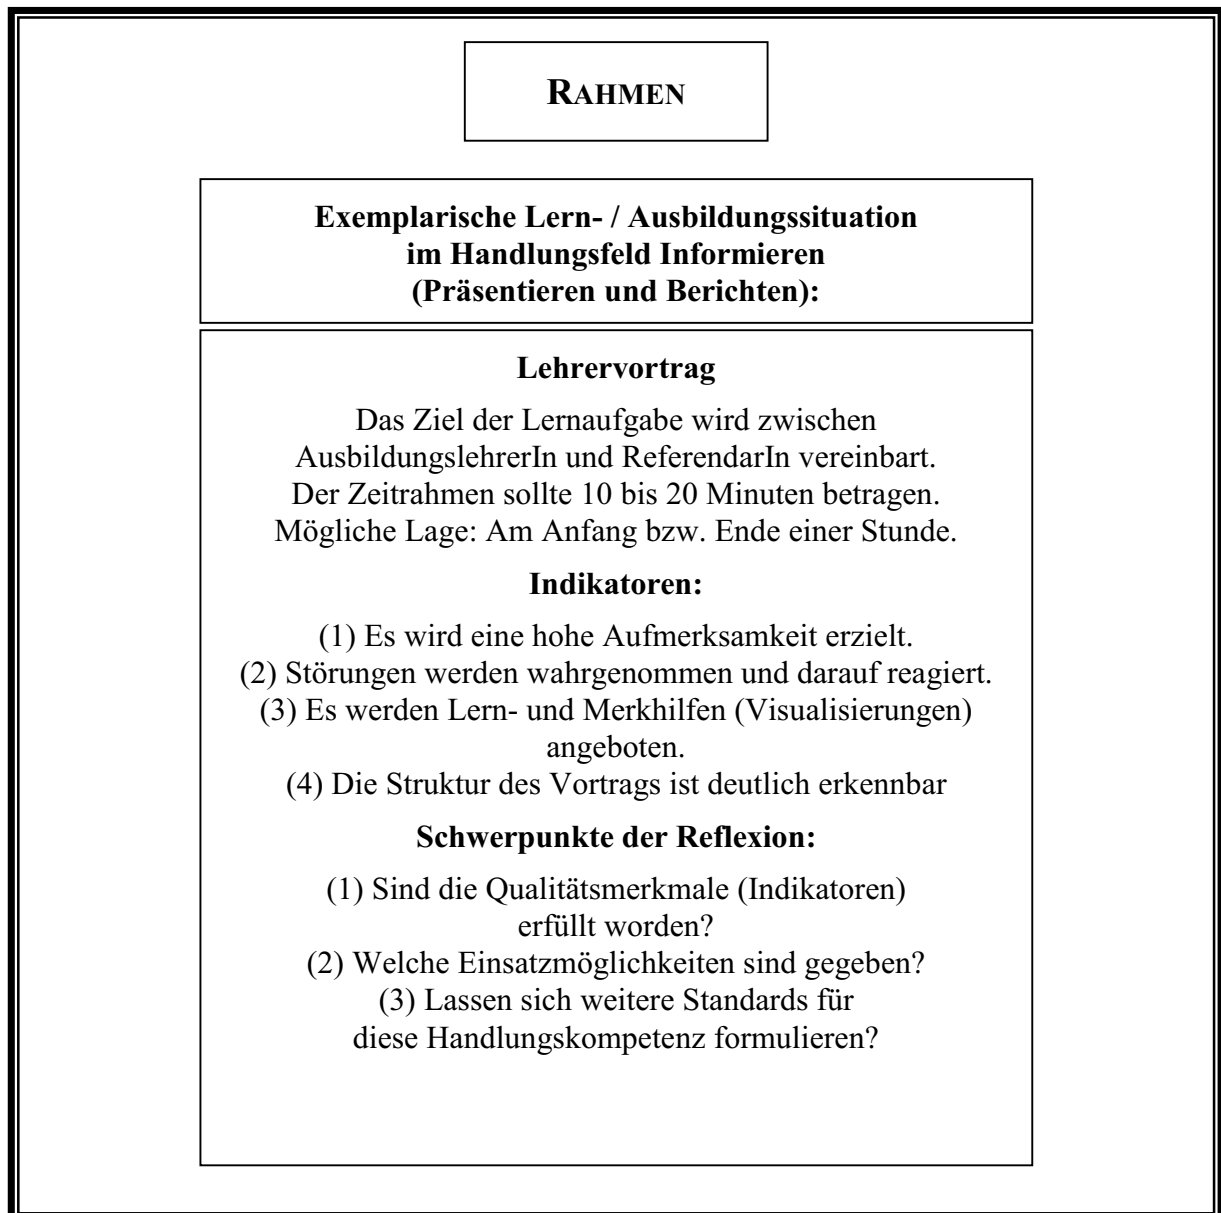 RAHMEN
Exemplarische Lern- / Ausbildungssituation
im Handlungsfeld Informieren
(Präsentieren und Berichten):
Lehrervortrag
Das Ziel der Lernaufgabe wird zwischen
AusbildungslehrerIn und ReferendarIn vereinbart.
Der Zeitrahmen sollte 10 bis 20 Minuten betragen.
Mögliche Lage: Am Anfang bzw. Ende einer Stunde.
Indikatoren:
(1) Es wird eine hohe Aufmerksamkeit erzielt.
(2) Störungen werden wahrgenommen und darauf reagiert.
(3) Es werden Lern- und Merkhilfen (Visualisierungen)
angeboten.
(4) Die Struktur des Vortrags ist deutlich erkennbar
Schwerpunkte der Reflexion:
(1) Sind die Qualitätsmerkmale (Indikatoren)
erfüllt worden?
(2) Welche Einsatzmöglichkeiten sind gegeben?
(3) Lassen sich weitere Standards für
diese Handlungskompetenz formulieren?